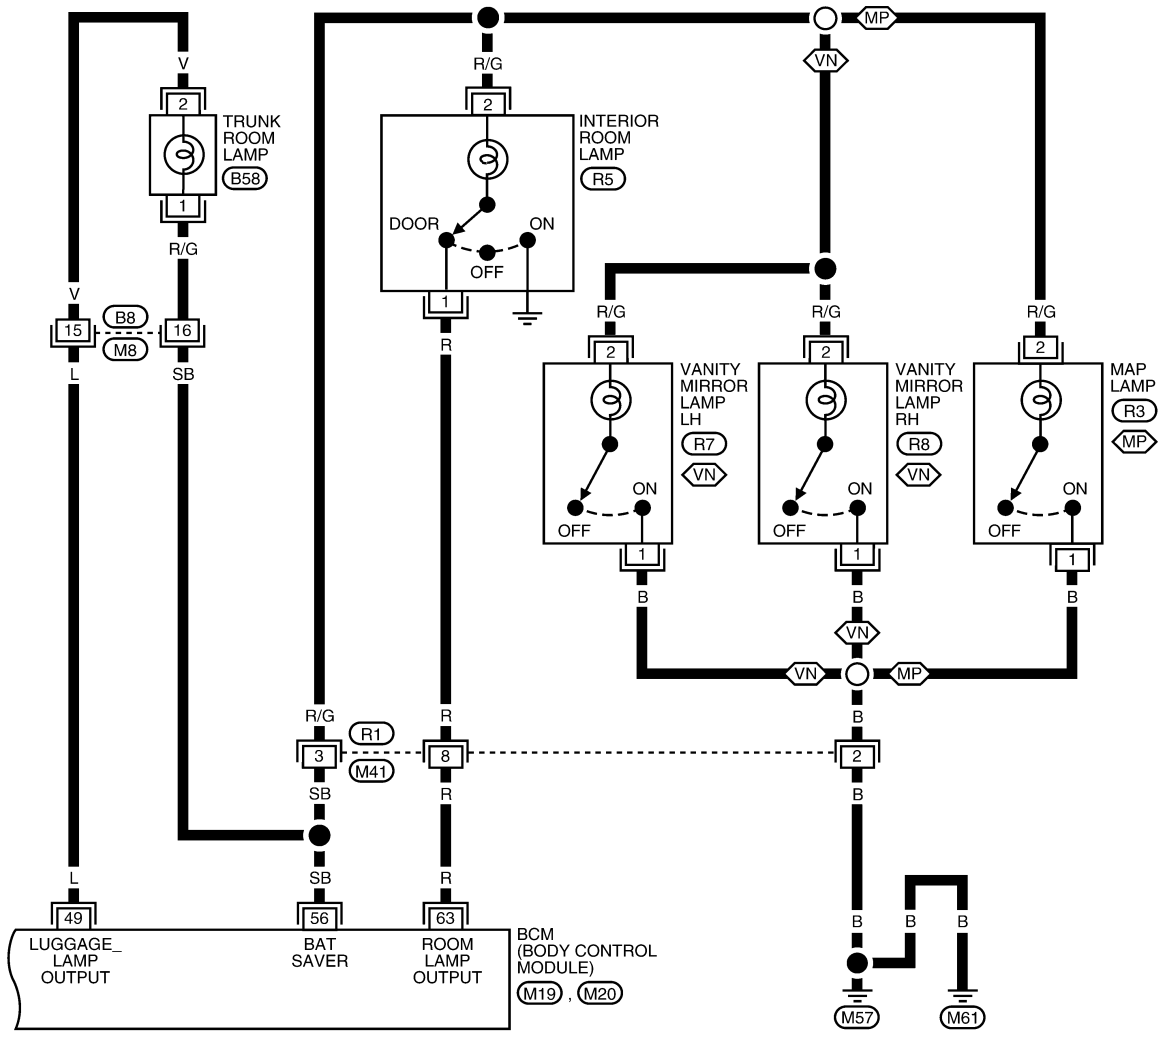 MP
V
R/G
VN
2
2
TRUNK
ROOM
LAMP
B58
INTERIOR
ROOM
LAMP
R5
1
DOOR
ON
R/G
OFF
V
1
R/G
R/G
R/G
B8
15
16
M8
R
2
2
2
L
SB
VANITY
MIRROR
LAMP
LH
R7
VN
VANITY
MIRROR
LAMP
RH
R8
VN
MAP
LAMP
R3
MP
ON
ON
ON
OFF
OFF
OFF
1
1
1
B
B
B
VN
VN
MP
R/G
R
B
R1
3
8
2
M41
SB
R
B
L
SB
R
49
56
63
B
B
B
LUGGAGE_
LAMP
OUTPUT
BAT
SAVER
ROOM
LAMP
OUTPUT
BCM
(BODY CONTROL
MODULE)
M19 , M20
M57
M61